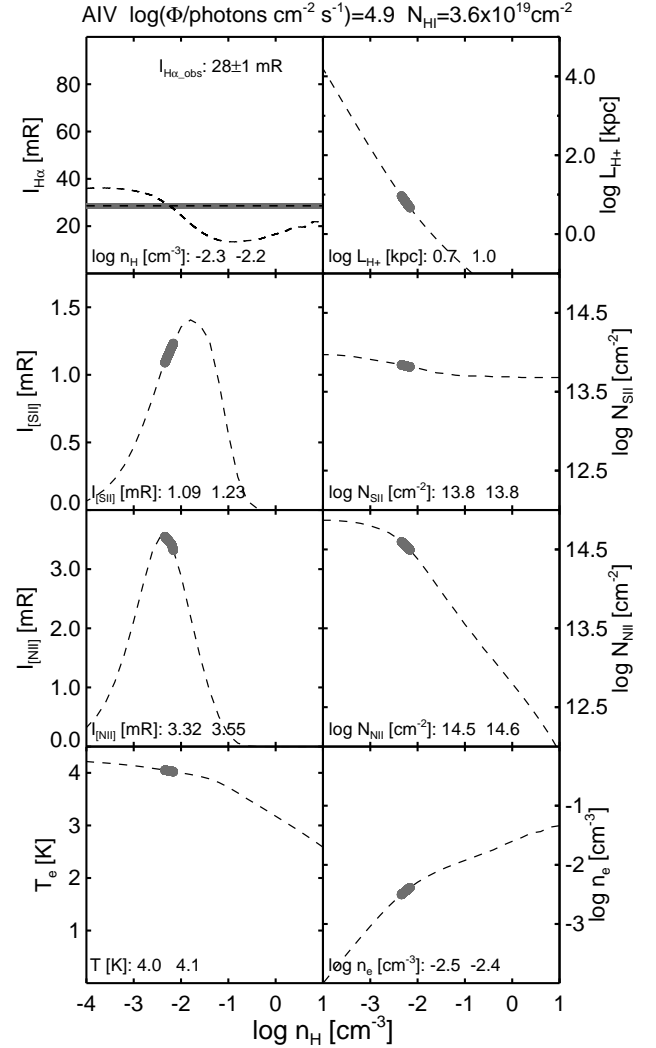 AIV log(Φ/photons cm⁻² s⁻¹)=4.9 N_HI=3.6x10¹⁹cm⁻²
I_Hα_obs: 28±1 mR
80
60
40
20
I_Hα [mR]
log n_H [cm⁻³]: -2.3 -2.2
4.0
2.0
0.0
log L_H+ [kpc]
log L_H+ [kpc]: 0.7 1.0
1.5
1.0
0.5
0.0
I_[SII] [mR]
I_[SII] [mR]: 1.09 1.23
14.5
13.5
12.5
log N_SII [cm⁻²]
log N_SII [cm⁻²]: 13.8 13.8
3.0
2.0
1.0
0.0
I_[NII] [mR]
I_[NII] [mR]: 3.32 3.55
14.5
13.5
12.5
log N_NII [cm⁻²]
log N_NII [cm⁻²]: 14.5 14.6
4
3
2
1
T_e [K]
T [K]: 4.0 4.1
-1
-2
-3
log n_e [cm⁻³]
log n_e [cm⁻³]: -2.5 -2.4
-4 -3 -2 -1 0 1 -3 -2 -1 0 1
log n_H [cm⁻³]